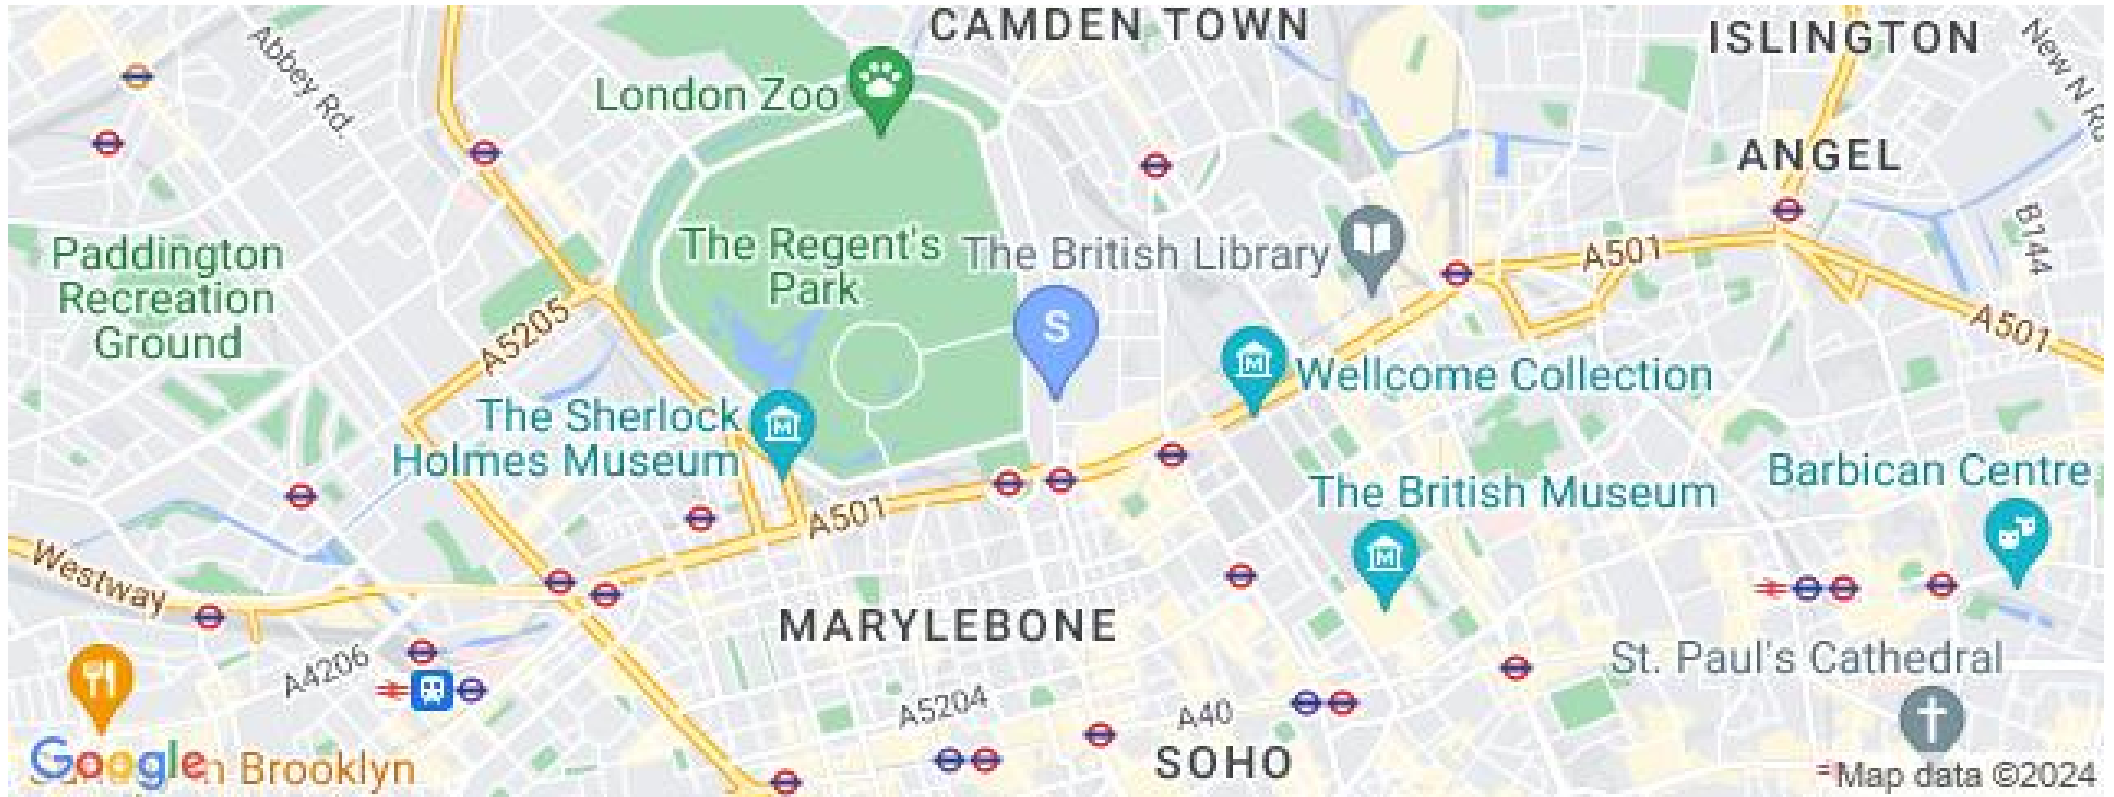 CAMDEN TOWN
ISLINGTON
New N Rd
Abbey Rd.
London Zoo
ANGEL
The Regent's
Park
The British Library
A501
B144
Paddington
Recreation
Ground
A5205
S
A501
Wellcome Collection
The Sherlock
Holmes Museum
A501
The British Museum
Barbican Centre
Westway
MARYLEBONE
A4206
St. Paul's Cathedral
A5204
A40
SOHO
Google
Brooklyn
Map data ©2024